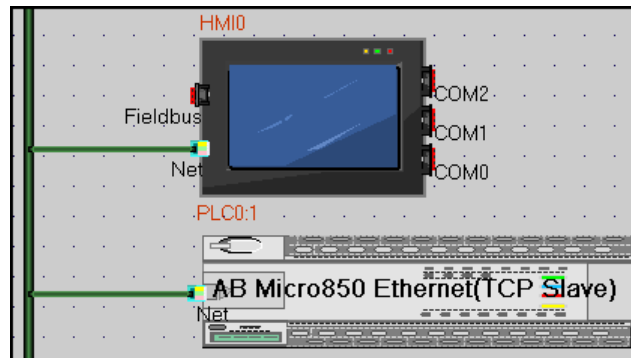 HMI0
COM2
Fieldbus
COM1
Net
COM0
PLC0:1
AB Micro850 Ethernet(TCP Slave)
Net